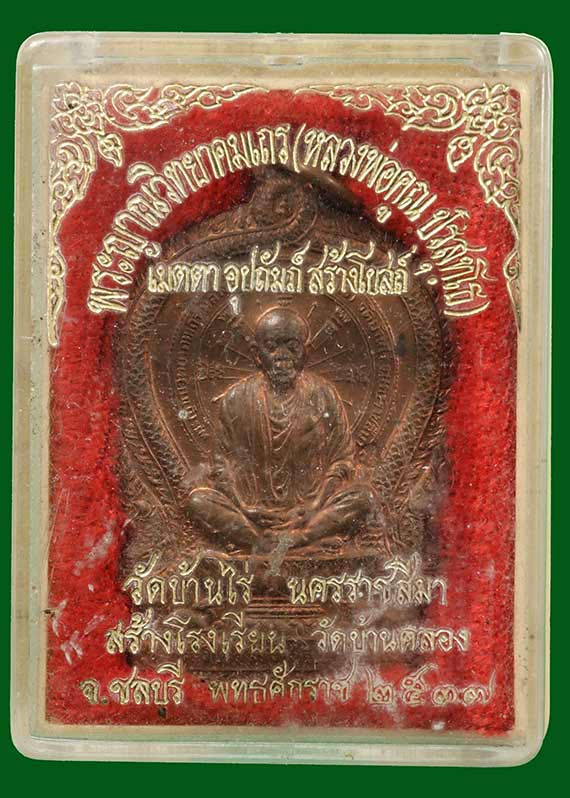 พระญาณวิทยาคมเถร (หลวงพ่อคูณ ปริสุทโธ)
เมตตา อุปถัมภ์ สร้างโบสถ์
วัดบ้านไร่ นครราชสีมา
สร้างโรงเรียน วัดบ้านคลอง
จ.ชลบุรี พุทธศักราช ๒๕๓๗